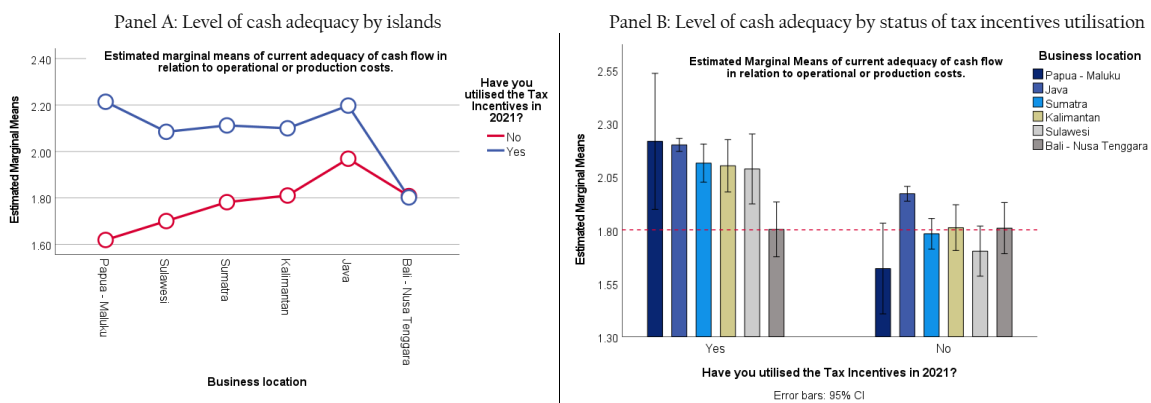 Panel A: Level of cash adequacy by islands
Estimated marginal means of current adequacy of cash flow in
relation to operational or production costs.
Estimated Marginal Means
2.40
2.20
2.00
1.80
1.60
Have you
utilised the Tax
Incentives in
2021?
No
Yes
Papua - Maluku
Sulawesi
Sumatra
Kalimantan
Java
Bali - Nusa Tenggara
Business location
Panel B: Level of cash adequacy by status of tax incentives utilisation
Estimated Marginal Means of current adequacy of cash flow
in relation to operational or production costs.
Estimated Marginal Means
2.55
2.30
2.05
1.80
1.55
1.30
Business location
Papua - Maluku
Java
Sumatra
Kalimantan
Sulawesi
Bali - Nusa Tenggara
Yes
No
Have you utilised the Tax Incentives in 2021?
Error bars: 95% CI